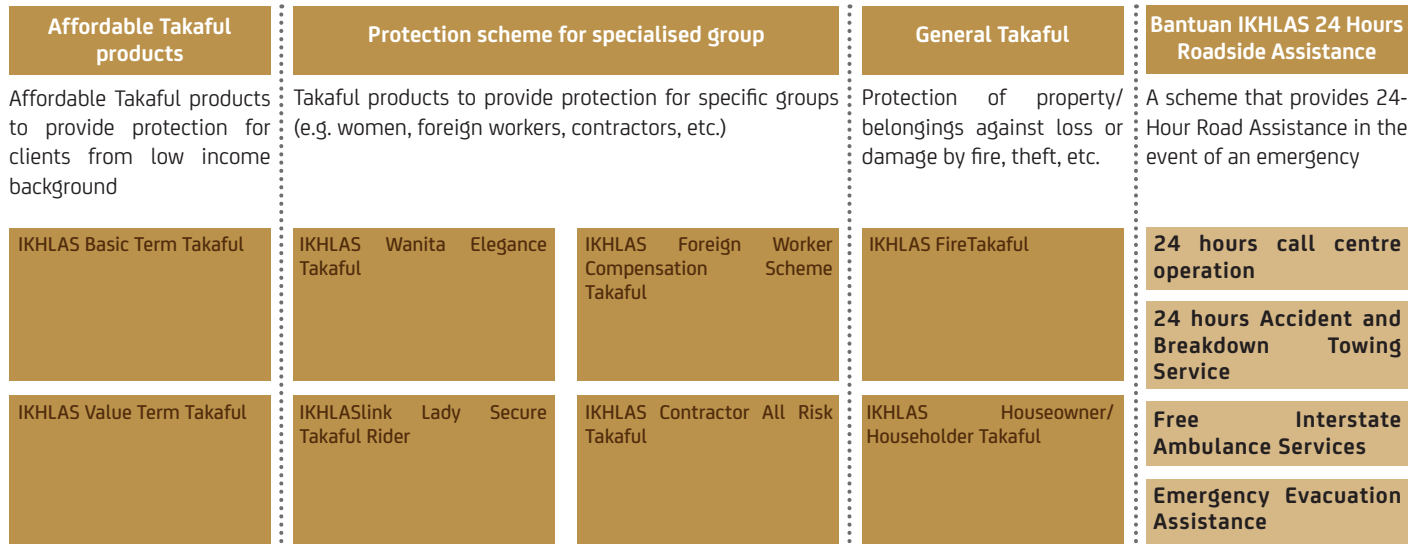 Affordable Takaful
products
Affordable Takaful products
to provide protection for
clients from low income
background
IKHLAS Basic Term Takaful
IKHLAS Value Term Takaful
Protection scheme for specialised group
Takaful products to provide protection for specific groups
(e.g. women, foreign workers, contractors, etc.)
IKHLAS Wanita Elegance
Takaful
IKHLAS Foreign Worker
Compensation Scheme
Takaful
IKHLASlink Lady Secure
Takaful Rider
IKHLAS Contractor All Risk
Takaful
General Takaful
Protection of property/
belongings against loss or
damage by fire, theft, etc.
IKHLAS FireTakaful
IKHLAS Houseowner/
Householder Takaful
Bantuan IKHLAS 24 Hours
Roadside Assistance
A scheme that provides 24-
Hour Road Assistance in the
event of an emergency
24 hours call centre
operation
24 hours Accident and
Breakdown Towing
Service
Free Interstate
Ambulance Services
Emergency Evacuation
Assistance